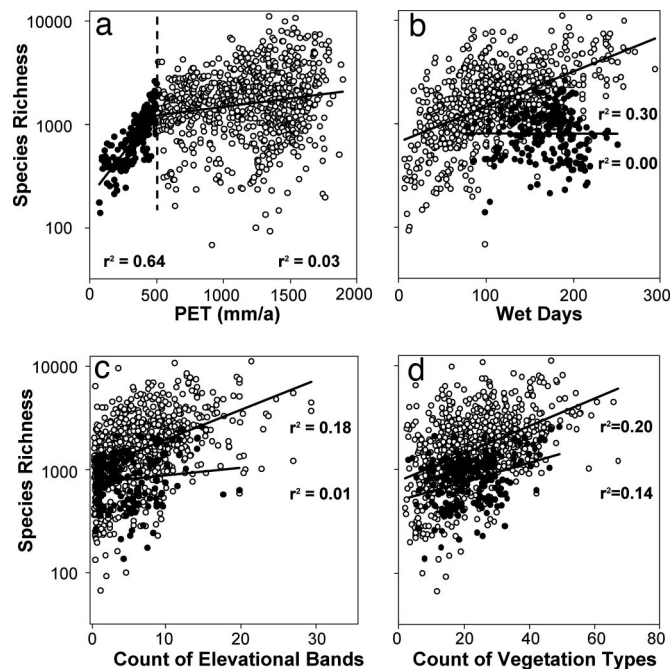 a
10000
1000
100
Species Richness
r² = 0.64
r² = 0.03
0 500 1000 1500 2000
PET (mm/a)
b
r² = 0.30
r² = 0.00
0 100 200 300
Wet Days
c
10000
1000
100
Species Richness
r² = 0.18
r² = 0.01
0 10 20 30
Count of Elevational Bands
d
r²=0.20
r²=0.14
0 20 40 60 80
Count of Vegetation Types